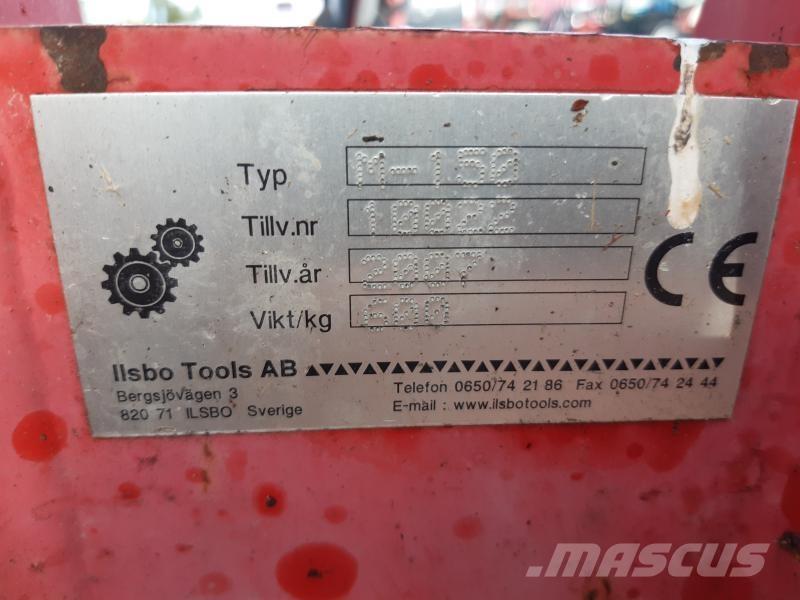 Typ M-150
Tillv.nr 10022
Tillv.år 2007
Vikt/kg 600
CE
Ilsbo Tools AB
Bergsjövägen 3
820 71 ILSBO Sverige
Telefon 0650/74 21 86 Fax 0650/74 24 44
E-mail : www.ilsbotools.com
MASCUS